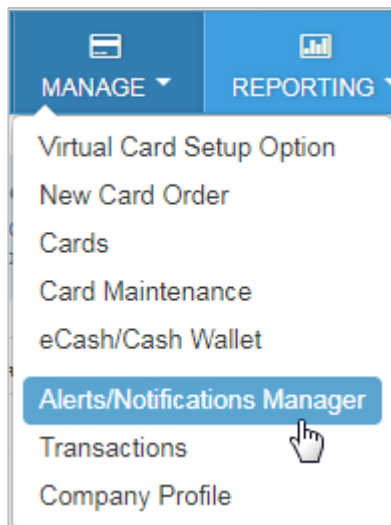 MANAGE
REPORTING
Virtual Card Setup Option
New Card Order
Cards
Card Maintenance
eCash/Cash Wallet
Alerts/Notifications Manager
Transactions
Company Profile